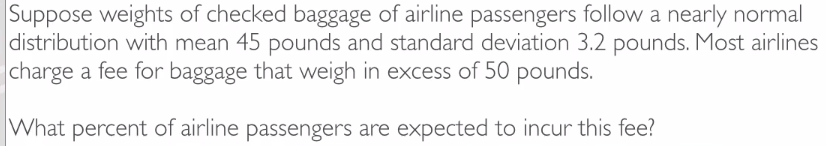 Suppose weights of checked baggage of airline passengers follow a nearly normal
distribution with mean 45 pounds and standard deviation 3.2 pounds. Most airlines
charge a fee for baggage that weigh in excess of 50 pounds.
What percent of airline passengers are expected to incur this fee?